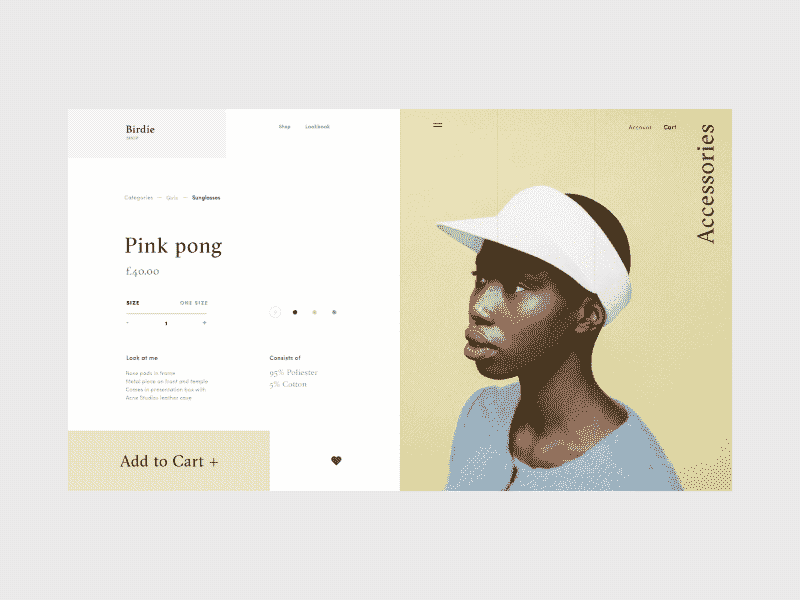 Birdie
Shop
Lookbook
Account
Cart
Accessories
Categories — Quiz — Sunglasses
Pink pong
£40.00
SIZE
ONE SIZE
- 1 +
Look at me
Consists of
95% Poliester
5% Cotton
Nose pads in frame
Metal piece on front and temple
Comes in presentation box with
Acne Studios leather case
Add to Cart +